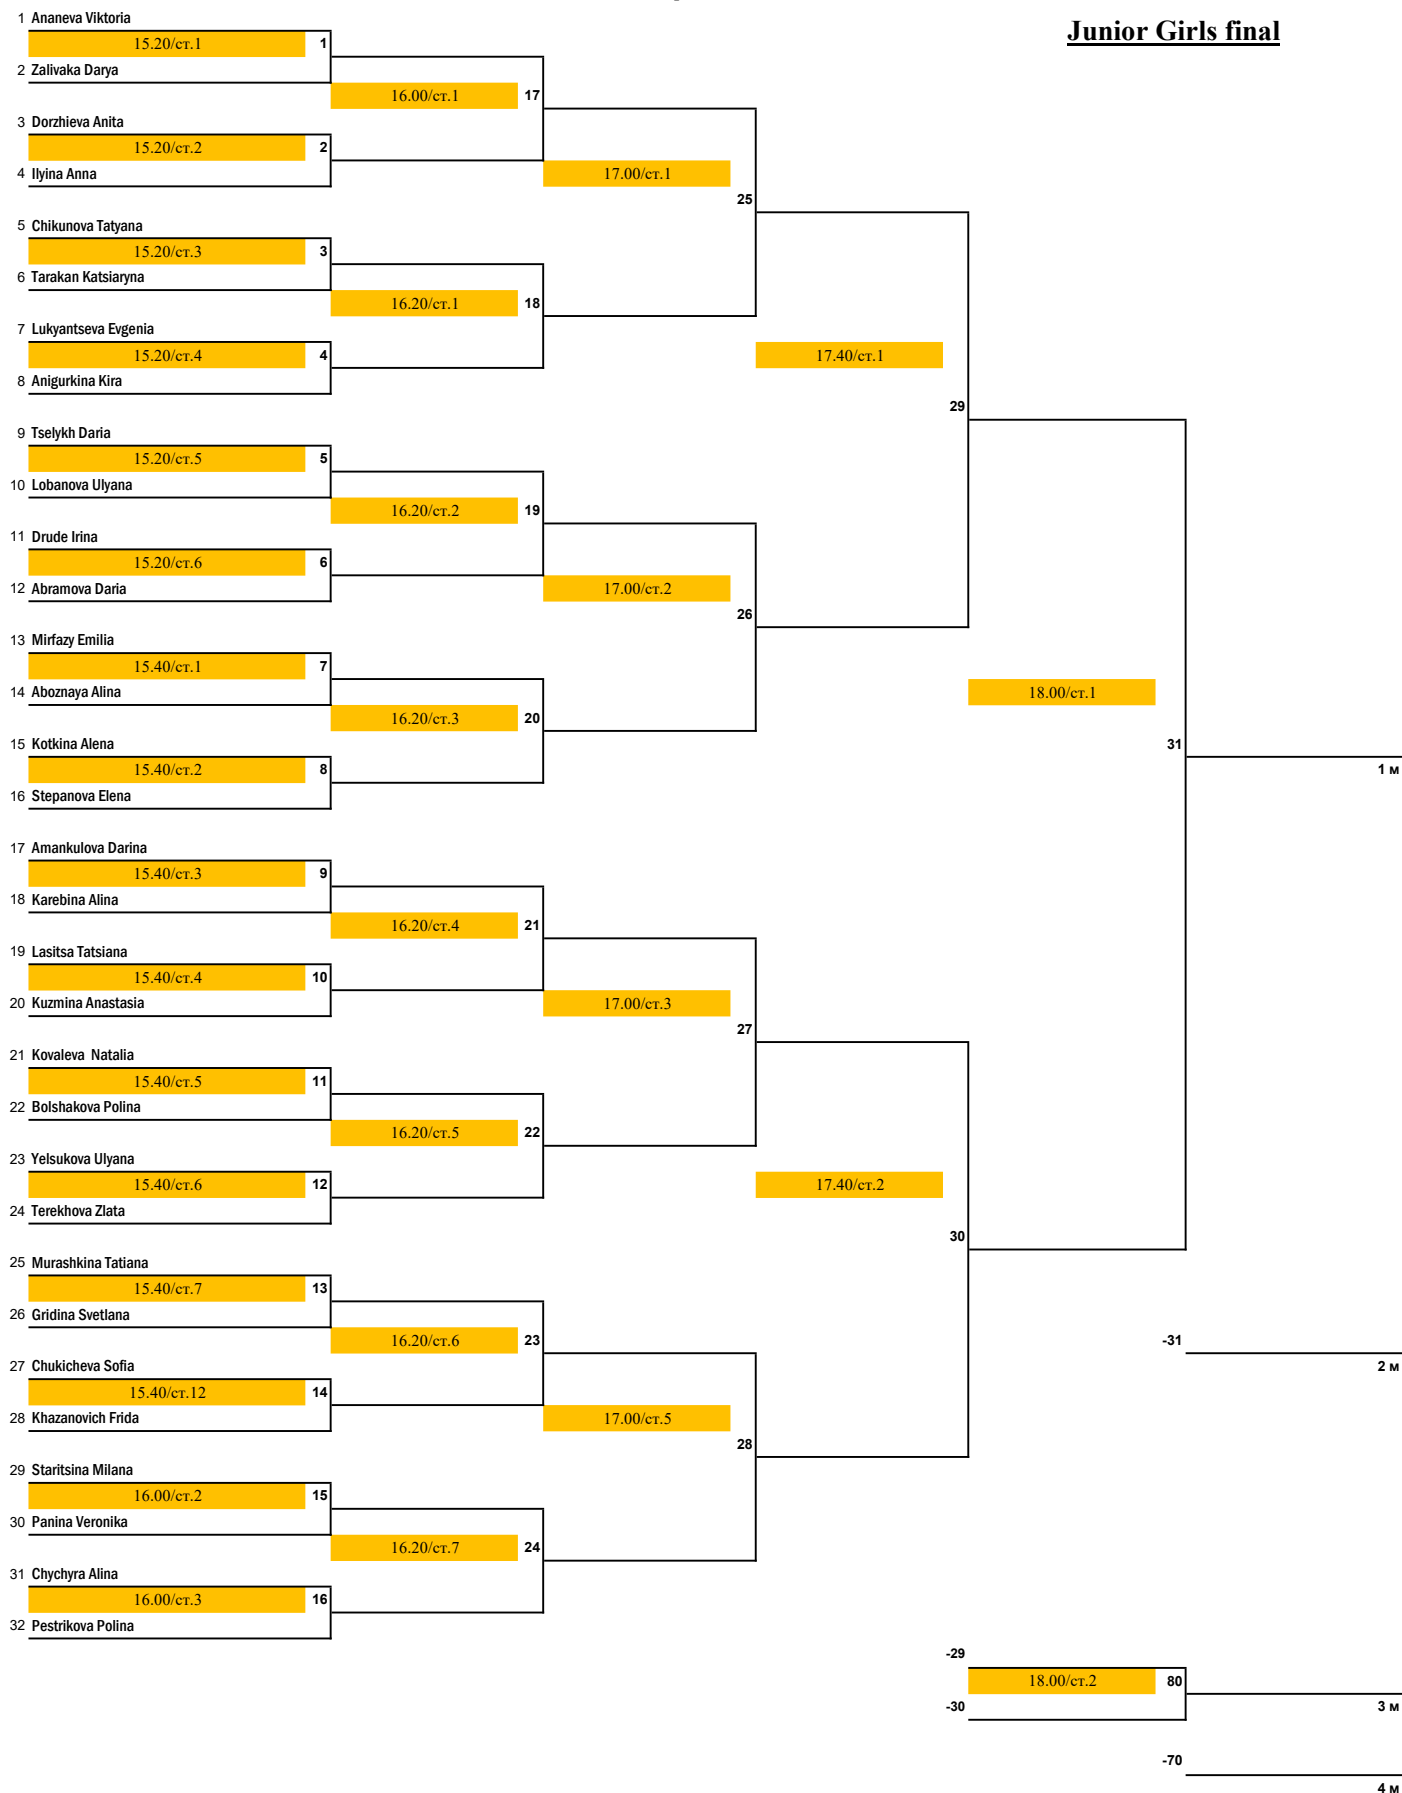 Junior Girls final
1 Ananeva Viktoria
15.20/ст.1 1
2 Zalivaka Darya
16.00/ст.1 17
3 Dorzhieva Anita
15.20/ст.2 2
4 Ilyina Anna
17.00/ст.1
25
5 Chikunova Tatyana
15.20/ст.3 3
6 Tarakan Katsiaryna
16.20/ст.1 18
7 Lukyantseva Evgenia
15.20/ст.4 4
17.40/ст.1
8 Anigurkina Kira
29
9 Tselykh Daria
15.20/ст.5 5
10 Lobanova Ulyana
16.20/ст.2 19
11 Drude Irina
15.20/ст.6 6
12 Abramova Daria
17.00/ст.2
26
13 Mirfazy Emilia
15.40/ст.1 7
14 Aboznaya Alina
18.00/ст.1
16.20/ст.3 20
15 Kotkina Alena
31
15.40/ст.2 8
1 м
16 Stepanova Elena
17 Amankulova Darina
15.40/ст.3 9
18 Karebina Alina
16.20/ст.4 21
19 Lasitsa Tatsiana
15.40/ст.4 10
20 Kuzmina Anastasia
17.00/ст.3
27
21 Kovaleva Natalia
15.40/ст.5 11
22 Bolshakova Polina
16.20/ст.5 22
23 Yelsukova Ulyana
15.40/ст.6 12
17.40/ст.2
24 Terekhova Zlata
30
25 Murashkina Tatiana
15.40/ст.7 13
26 Gridina Svetlana
16.20/ст.6 23
-31
27 Chukicheva Sofia
2 м
15.40/ст.12 14
28 Khazanovich Frida
17.00/ст.5
28
29 Staritsina Milana
16.00/ст.2 15
30 Panina Veronika
16.20/ст.7 24
31 Chychyra Alina
16.00/ст.3 16
32 Pestrikova Polina
-29
18.00/ст.2 80
-30
3 м
-70
4 м